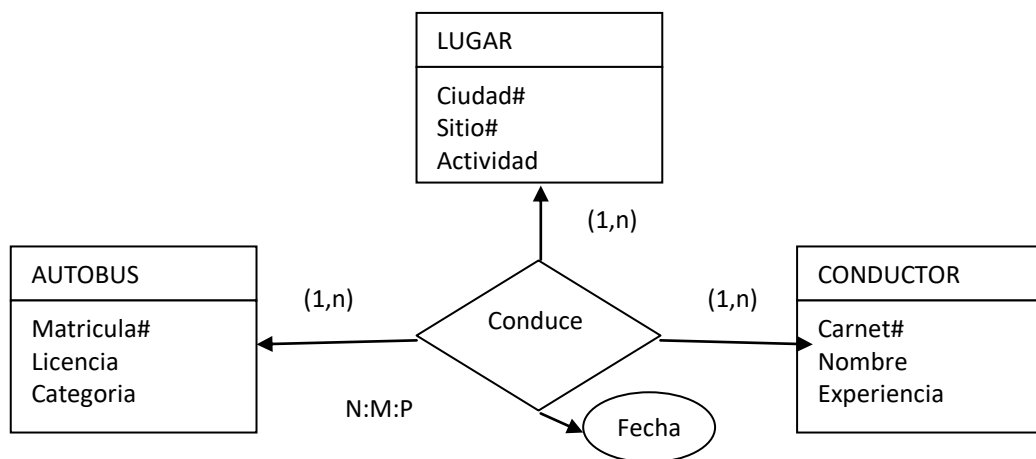 LUGAR
Ciudad#
Sitio#
Actividad
(1,n)
AUTOBUS
Matricula#
Licencia
Categoria
(1,n)
Conduce
(1,n)
CONDUCTOR
Carnet#
Nombre
Experiencia
N:M:P
Fecha